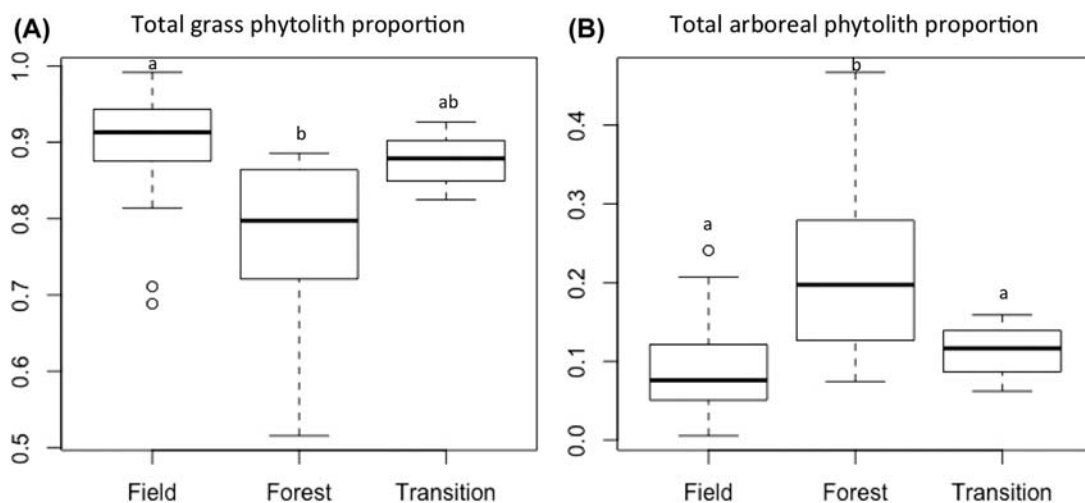 (A) Total grass phytolith proportion
1.0
0.9
0.8
0.7
0.6
0.5
a
b
ab
Field Forest Transition
(B) Total arboreal phytolith proportion
0.4
0.3
0.2
0.1
0.0
a
b
a
Field Forest Transition